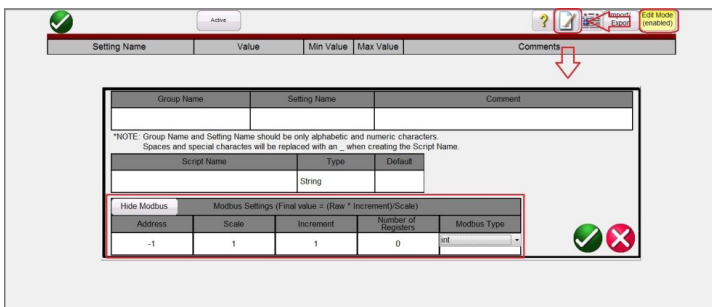 Active
?
Import/
Export
Edit Mode
(enabled)
Setting Name Value Min Value Max Value Comments
Group Name Setting Name Comment
*NOTE: Group Name and Setting Name should be only alphabetic and numeric characters.
Spaces and special charactes will be replaced with an _ when creating the Script Name.
Script Name Type Default
String
Hide Modbus Modbus Settings (Final value = (Raw * Increment)/Scale)
Address Scale Increment Number of Registers Modbus Type
-1 1 1 0 int